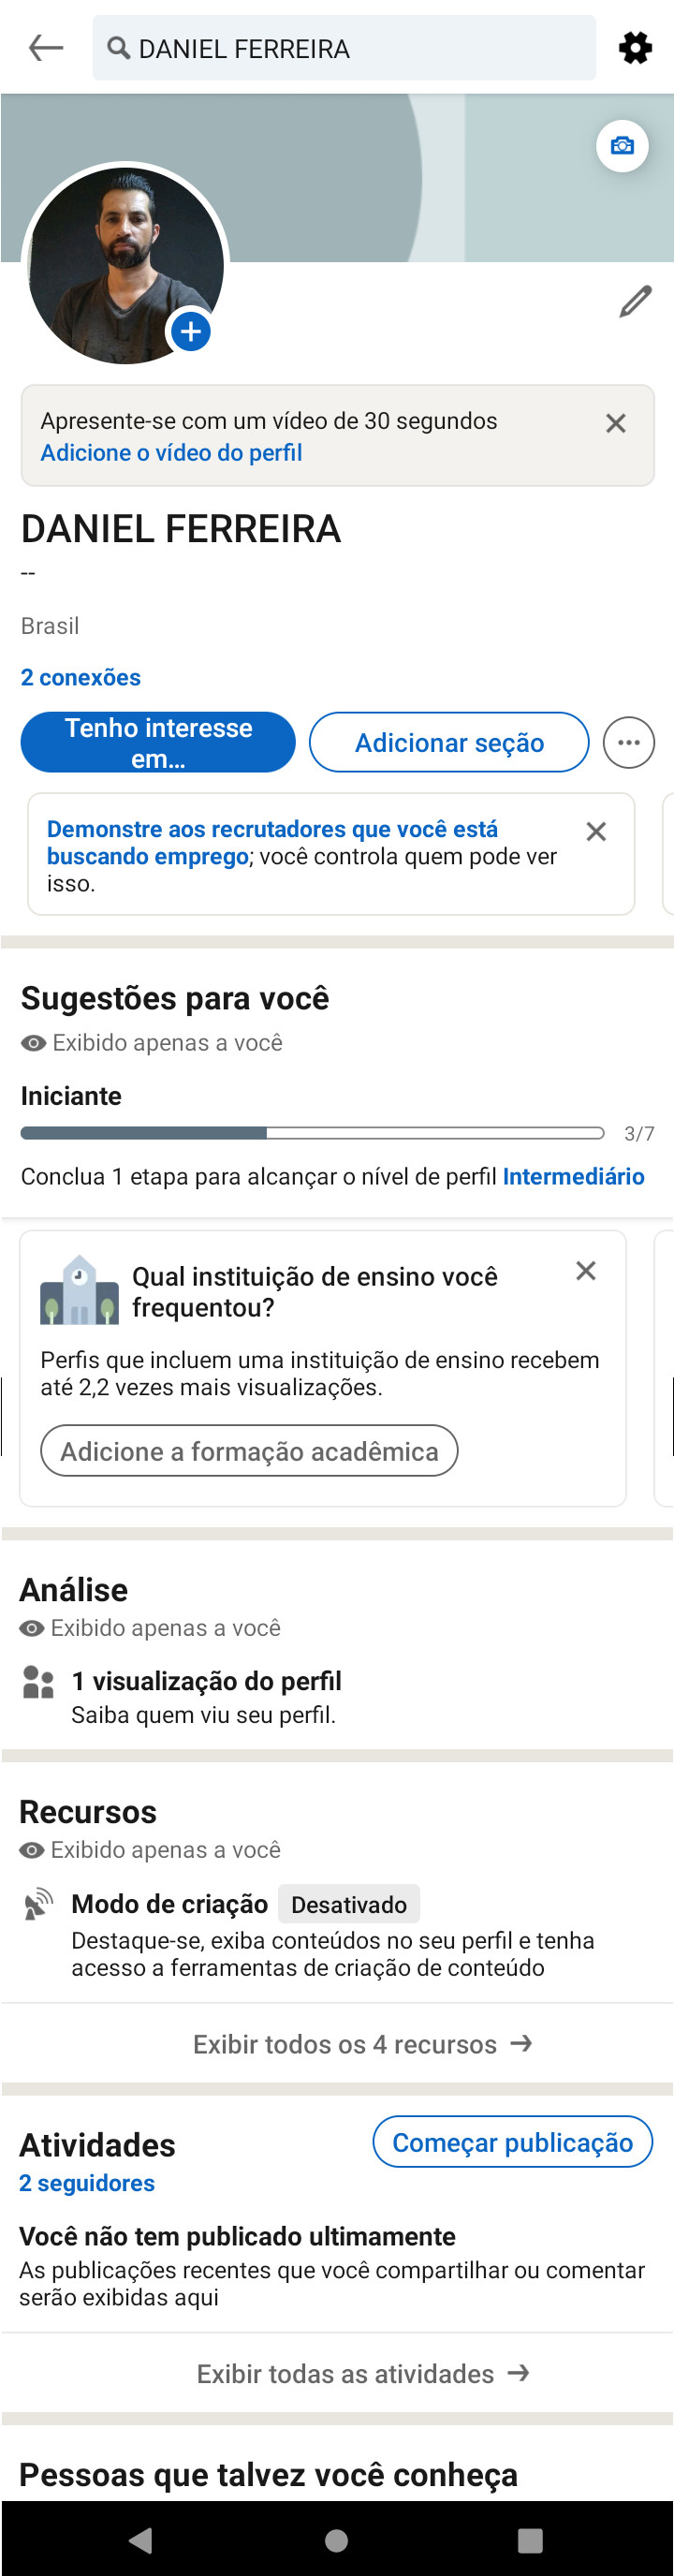 DANIEL FERREIRA
Apresente-se com um vídeo de 30 segundos
Adicione o vídeo do perfil
DANIEL FERREIRA
--
Brasil
2 conexões
Tenho interesse
em...
Adicionar seção
Demonstre aos recrutadores que você está
buscando emprego; você controla quem pode ver
isso.
Sugestões para você
Exibido apenas a você
Iniciante
3/7
Conclua 1 etapa para alcançar o nível de perfil Intermediário
Qual instituição de ensino você
frequentou?
Perfis que incluem uma instituição de ensino recebem
até 2,2 vezes mais visualizações.
Adicione a formação acadêmica
Análise
Exibido apenas a você
1 visualização do perfil
Saiba quem viu seu perfil.
Recursos
Exibido apenas a você
Modo de criação Desativado
Destaque-se, exiba conteúdos no seu perfil e tenha
acesso a ferramentas de criação de conteúdo
Exibir todos os 4 recursos →
Atividades
Começar publicação
2 seguidores
Você não tem publicado ultimamente
As publicações recentes que você compartilhar ou comentar
serão exibidas aqui
Exibir todas as atividades →
Pessoas que talvez você conheça